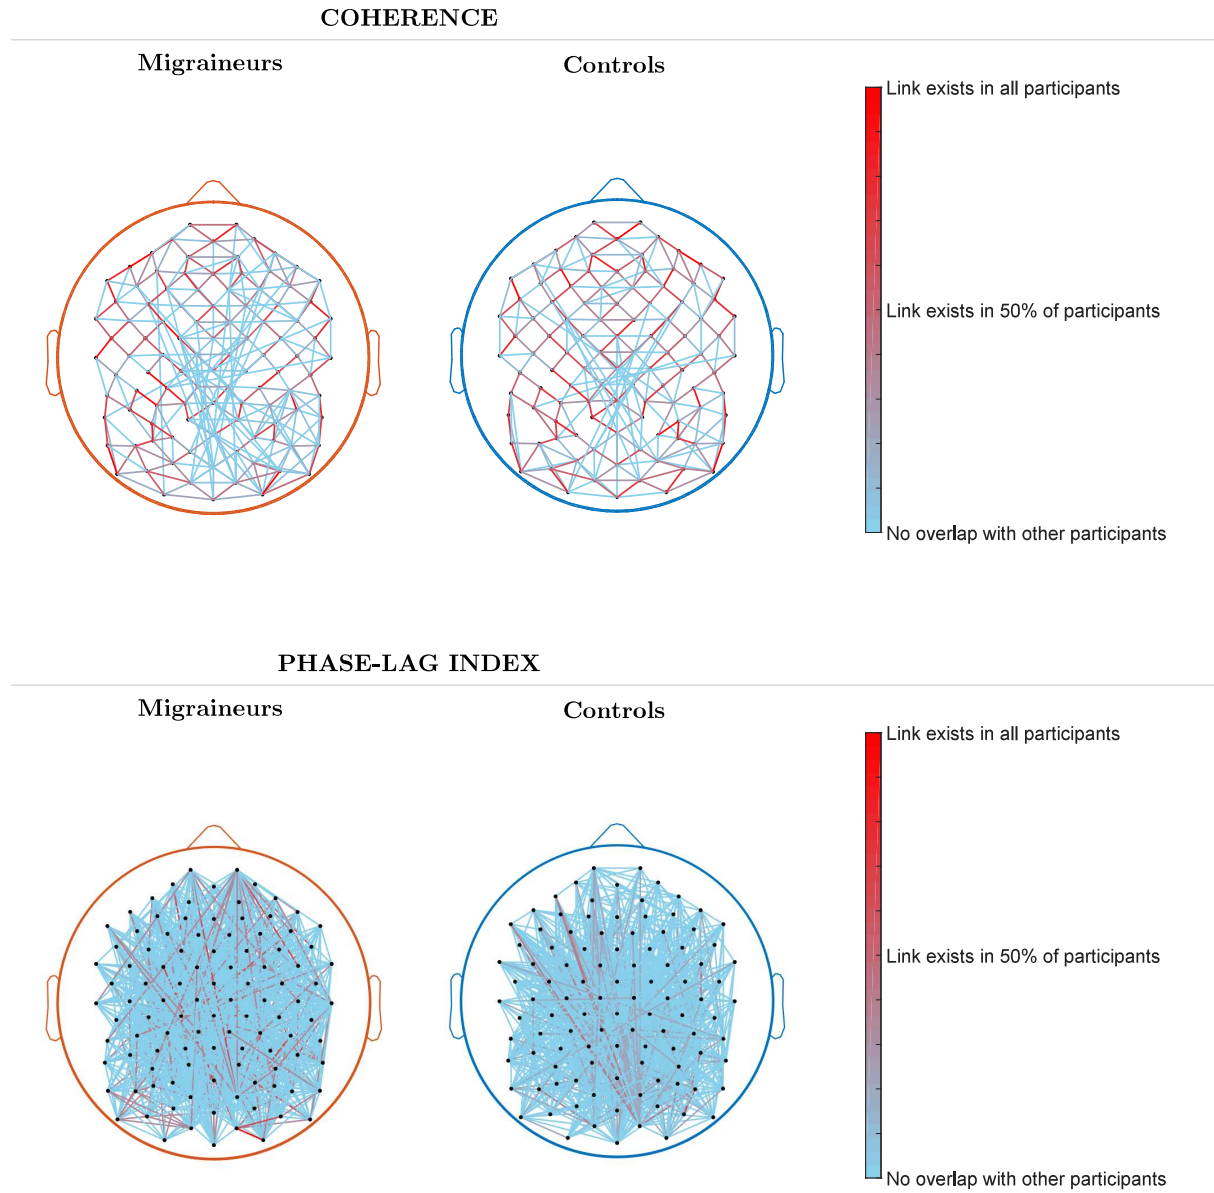 COHERENCE
Migraineurs
Controls
Link exists in all participants
Link exists in 50% of participants
No overlap with other participants
PHASE-LAG INDEX
Migraineurs
Controls
Link exists in all participants
Link exists in 50% of participants
No overlap with other participants